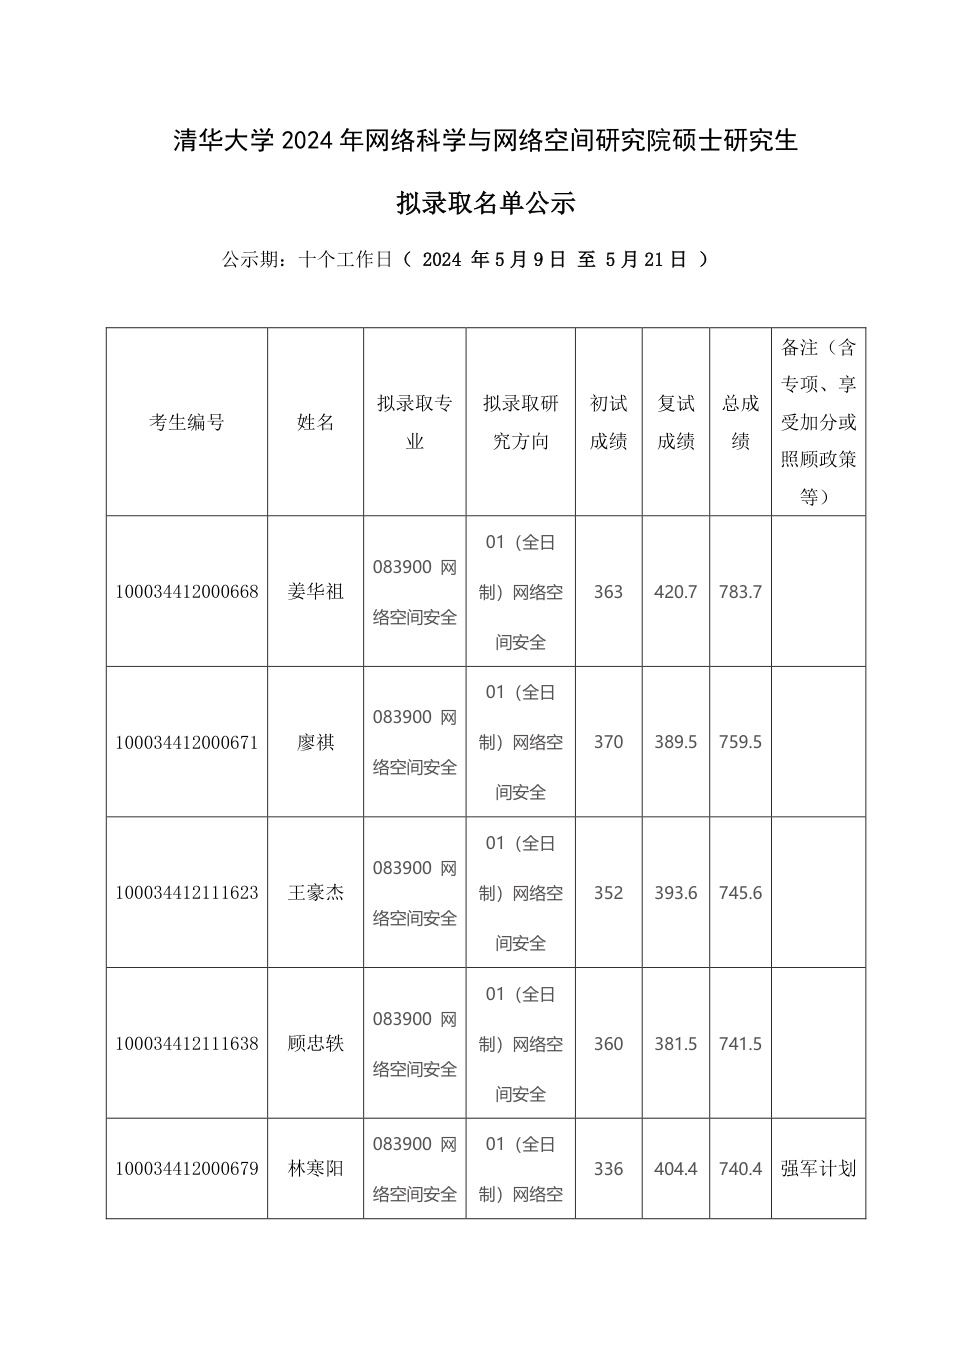 清华大学 2024 年网络科学与网络空间研究院硕士研究生
拟录取名单公示
公示期：十个工作日（ 2024 年 5 月 9 日 至 5 月 21 日 ）
考生编号
姓名
拟录取专
业
拟录取研
究方向
初试
成绩
复试
成绩
总成
绩
备注（含
专项、享
受加分或
照顾政策
等）
100034412000668
姜华祖
083900 网
络空间安全
01（全日
制）网络空
间安全
363
420.7
783.7
100034412000671
廖祺
083900 网
络空间安全
01（全日
制）网络空
间安全
370
389.5
759.5
100034412111623
王豪杰
083900 网
络空间安全
01（全日
制）网络空
间安全
352
393.6
745.6
100034412111638
顾忠轶
083900 网
络空间安全
01（全日
制）网络空
间安全
360
381.5
741.5
100034412000679
林寒阳
083900 网
络空间安全
01（全日
制）网络空
336
404.4
740.4
强军计划